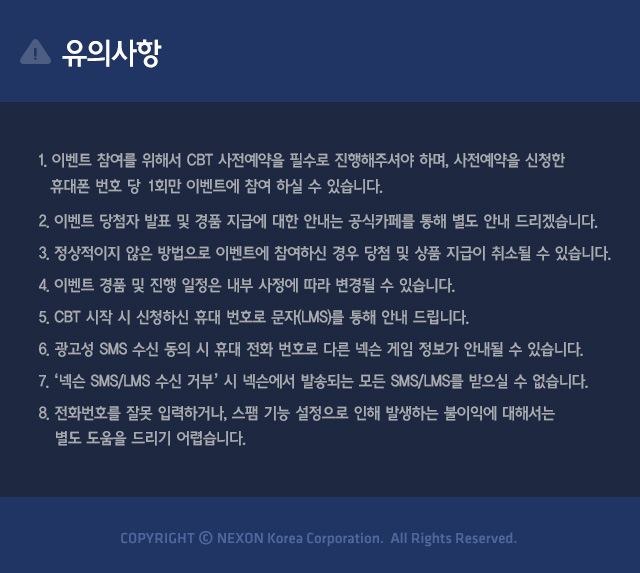 유의사항
1. 이벤트 참여를 위해서 CBT 사전예약을 필수로 진행해주셔야 하며, 사전예약을 신청한
휴대폰 번호 당 1회만 이벤트에 참여 하실 수 있습니다.
2. 이벤트 당첨자 발표 및 경품 지급에 대한 안내는 공식카페를 통해 별도 안내 드리겠습니다.
3. 정상적이지 않은 방법으로 이벤트에 참여하신 경우 당첨 및 상품 지급이 취소될 수 있습니다.
4. 이벤트 경품 및 진행 일정은 내부 사정에 따라 변경될 수 있습니다.
5. CBT 시작 시 신청하신 휴대 번호로 문자(LMS)를 통해 안내 드립니다.
6. 광고성 SMS 수신 동의 시 휴대 전화 번호로 다른 넥슨 게임 정보가 안내될 수 있습니다.
7. ‘넥슨 SMS/LMS 수신 거부’ 시 넥슨에서 발송되는 모든 SMS/LMS를 받으실 수 없습니다.
8. 전화번호를 잘못 입력하거나, 스팸 기능 설정으로 인해 발생하는 불이익에 대해서는
별도 도움을 드리기 어렵습니다.
COPYRIGHT ⓒ NEXON Korea Corporation. All Rights Reserved.